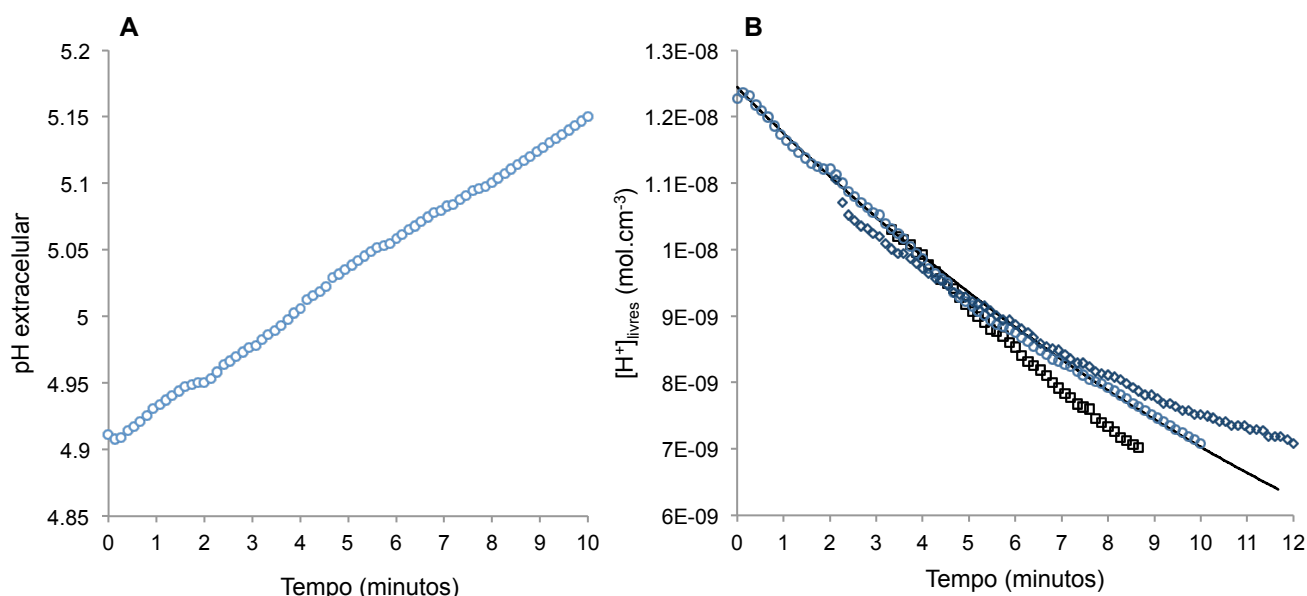 A
5.2
5.15
5.1
5.05
5
4.95
4.9
4.85
pH extracelular
0 1 2 3 4 5 6 7 8 9 10
Tempo (minutos)
B
1.3E-08
1.2E-08
1.1E-08
1E-08
9E-09
8E-09
7E-09
6E-09
[H⁺]livres (mol.cm⁻³)
0 1 2 3 4 5 6 7 8 9 10 11 12
Tempo (minutos)